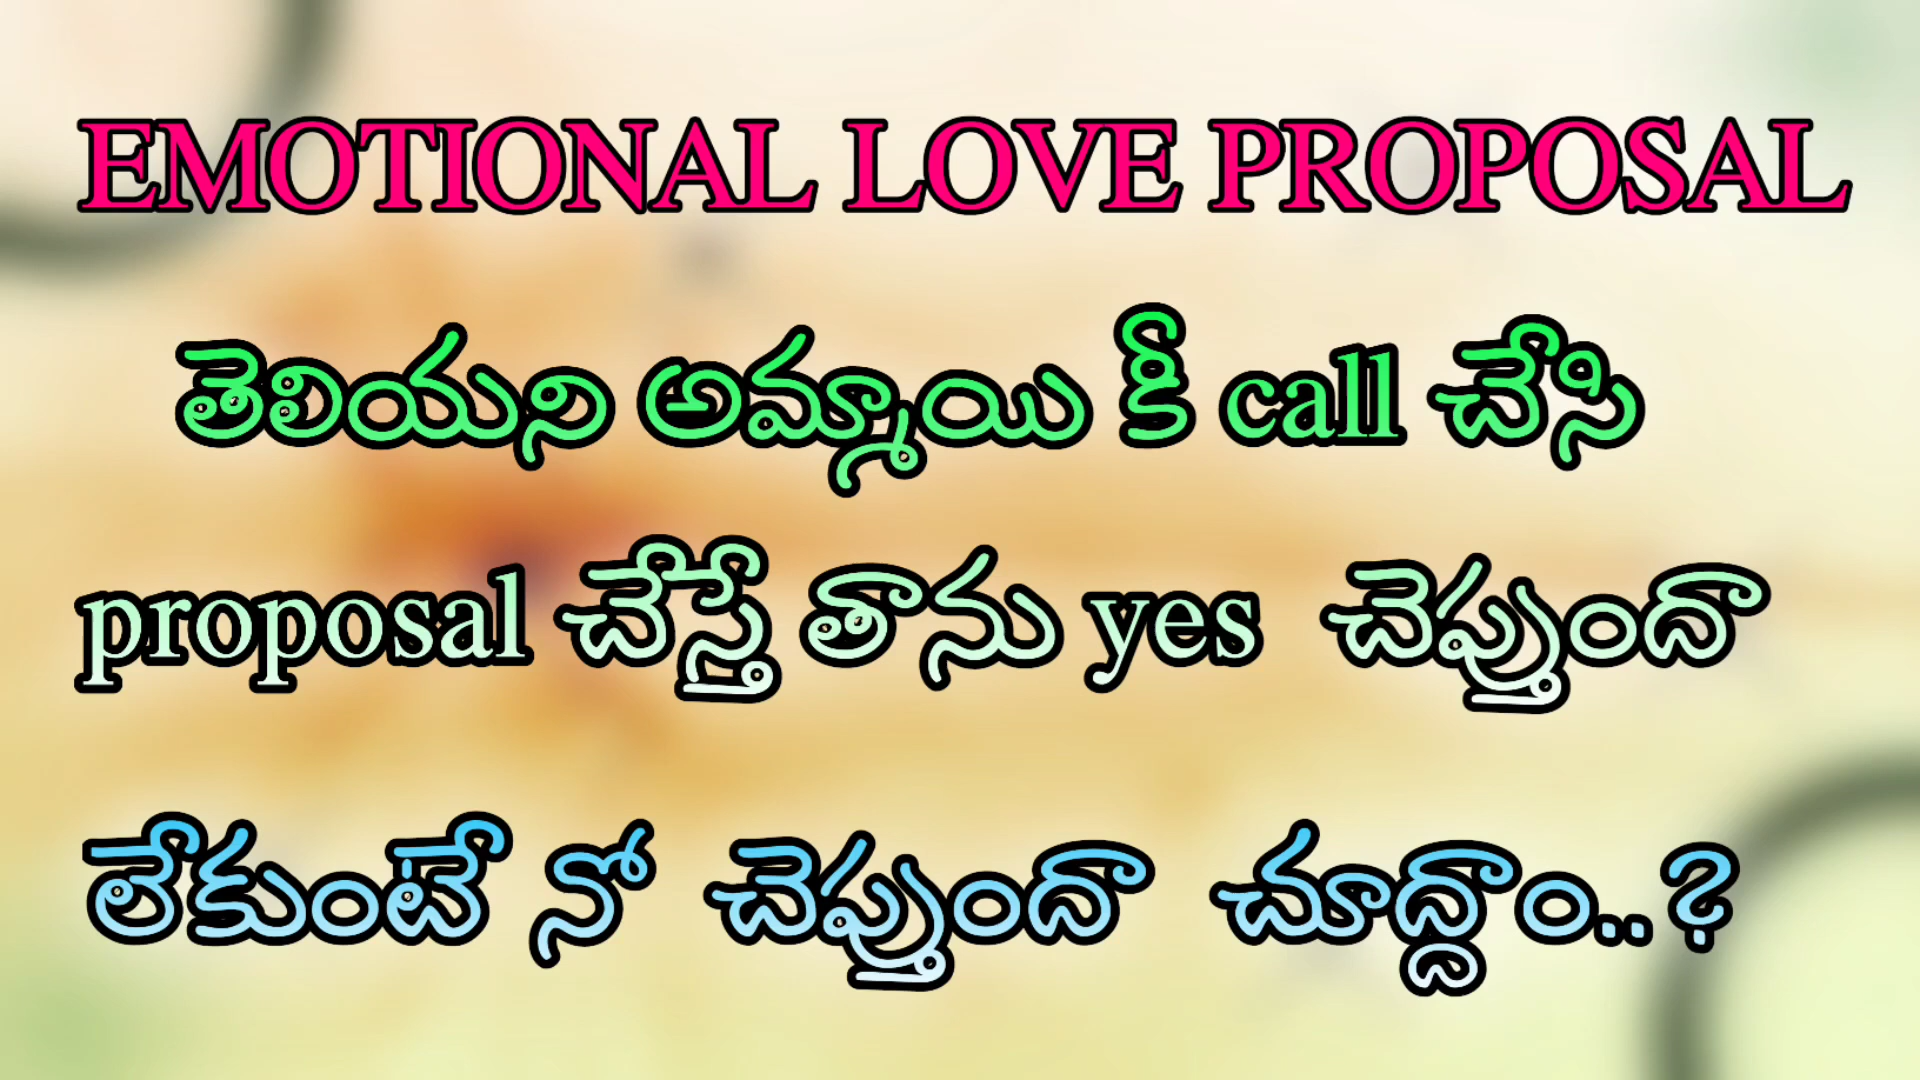 EMOTIONAL LOVE PROPOSAL
తెలియని అమ్మాయి కీ call చేసి
proposal చేస్తే తాను yes చెప్తుందా
లేకుంటే నో చెప్తుందా చూద్దాం..?